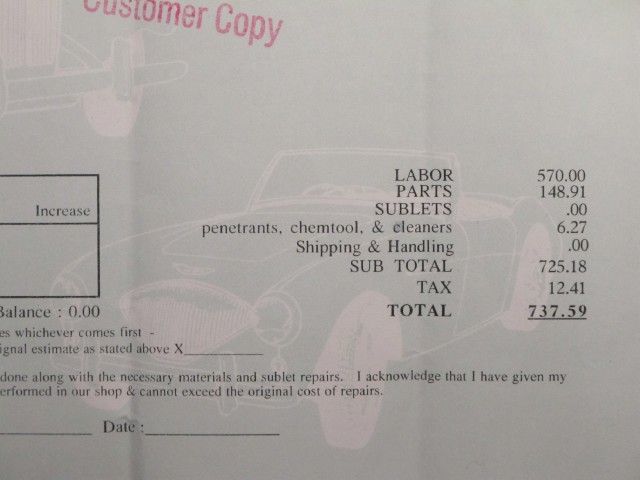 Customer Copy
LABOR 570.00
PARTS 148.91
Increase
SUBLETS .00
penetrants, chemtool, & cleaners 6.27
Shipping & Handling .00
SUB TOTAL 725.18
TAX 12.41
Balance : 0.00
TOTAL 737.59
es whichever comes first -
ignal estimate as stated above X
done along with the necessary materials and sublet repairs. I acknowledge that I have given my
erformed in our shop & cannot exceed the original cost of repairs.
Date :